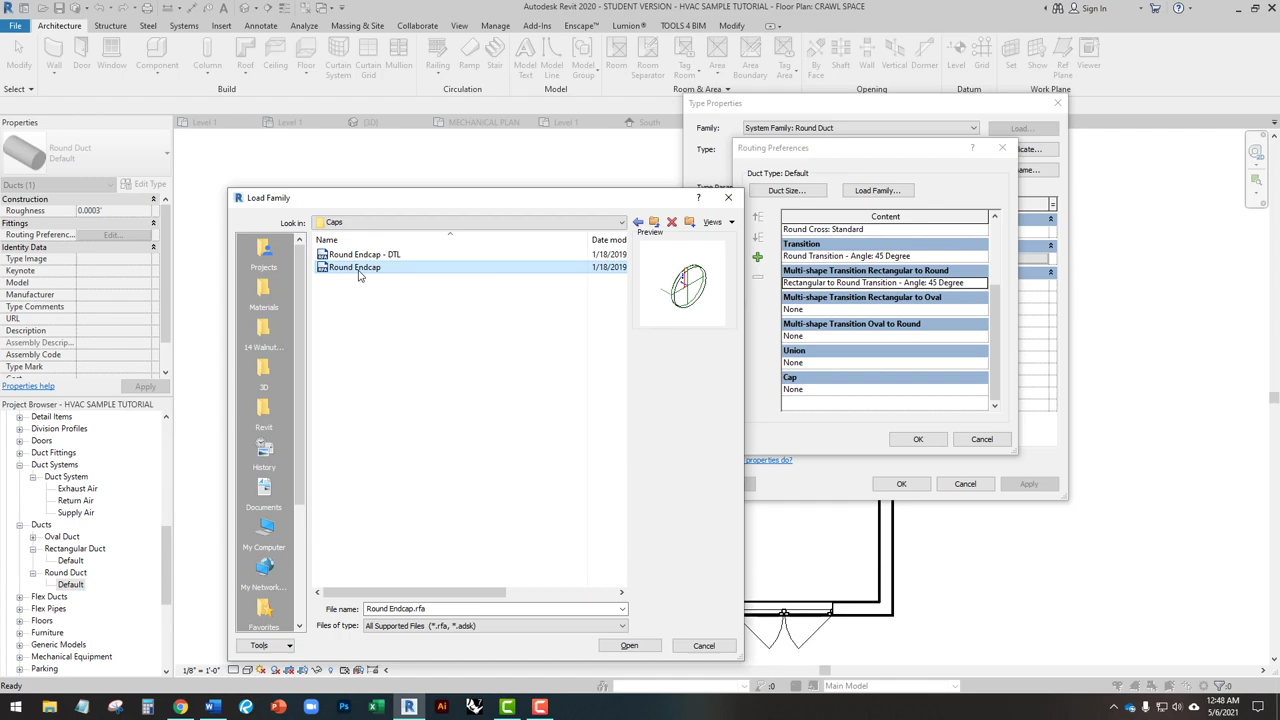 Autodesk Revit 2020 - STUDENT VERSION - HVAC SAMPLE TUTORIAL - Floor Plan: CRAWL SPACE
Sign In
File
Architecture
Structure
Systems
Insert
Annotate
Analyze
Massing & Site
Collaborate
View
Manage
Add-Ins
Enscape™
Lumion®
TOOLS 4 BIM
Modify
Modify
Wall
Door
Window
Component
Column
Roof
Ceiling
Floor
Curtain System
Curtain Grid
Mullion
Railing
Ramp
Stair
Model Text
Model Line
Model Group
Room
Room Separator
Tag Room
Area
Area Boundary
Tag Area
By Face
Shaft
Wall
Vertical
Dormer
Level
Grid
Set
Show
Ref Plane
Viewer
Select
Build
Circulation
Model
Room & Area
Opening
Datum
Work Plane
Properties
Round Duct
Default
Ducts (1)
Edit Type
Roughness 0.0003'
Fittings
Routing Preferenc... Edit...
Identity Data
Type Image
Keynote
Model
Manufacturer
Type Comments
URL
Description
Assembly Descrip...
Assembly Code
Type Mark
Properties help
Apply
Project Browser - HVAC SAMPLE TUTORIAL
Detail Items
Division Profiles
Doors
Duct Fittings
Duct Systems
Duct System
Exhaust Air
Return Air
Supply Air
Ducts
Oval Duct
Rectangular Duct
Default
Round Duct
Default
Flex Ducts
Flex Pipes
Floors
Furniture
Generic Models
Mechanical Equipment
Parking
Level 1
Level 1
{3D}
MECHANICAL PLAN
Level 1
South
Type Properties
Family:
System Family: Round Duct
Load...
Type:
Routing Preferences
Duct Type: Default
Duct Size...
Load Family...
Content
Round Cross: Standard
Transition
Round Transition - Angle: 45 Degree
Multi-shape Transition Rectangular to Round
Rectangular to Round Transition - Angle: 45 Degree
Multi-shape Transition Rectangular to Oval
None
Multi-shape Transition Oval to Round
None
Union
None
Cap
None
OK
Cancel
properties do?
OK
Cancel
Apply
Load Family
Look in:
Caps
Views
Name
Date mod
Preview
Round Endcap - DTL 1/18/2019
Round Endcap 1/18/2019
Projects
Materials
14 Walnut...
3D
Revit
History
Documents
My Computer
My Network...
Favorites
File name: Round Endcap.rfa
Files of type: All Supported Files (*.rfa, *.adsk)
Tools
Open
Cancel
1/8" = 1'-0"
Ready
:0
Main Model
:0
12:48 AM
5/6/2021